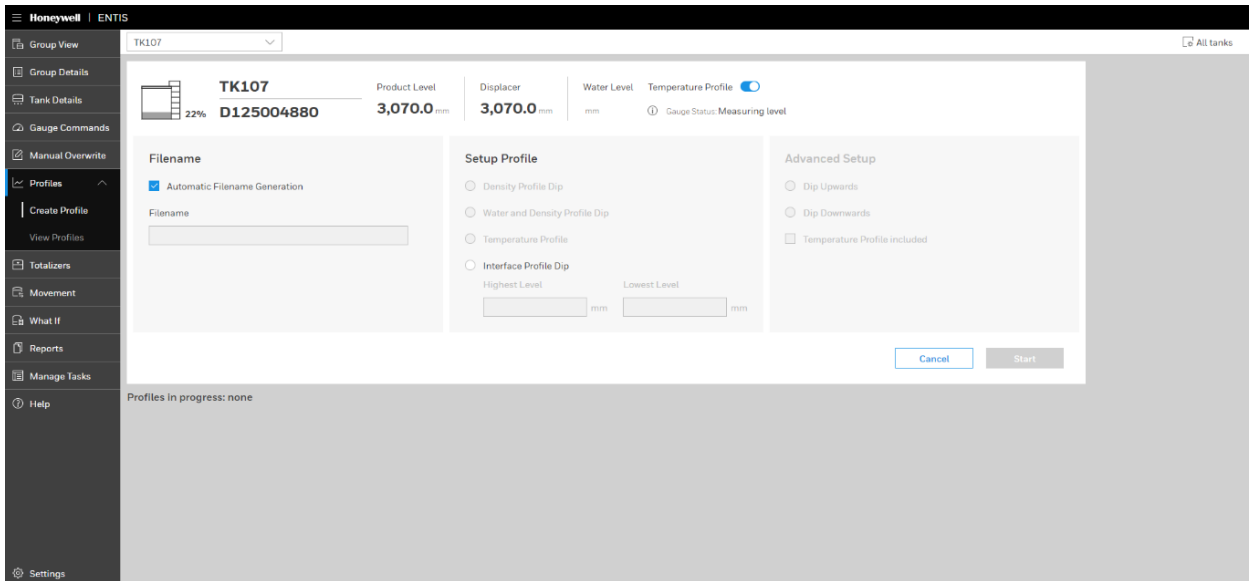 Honeywell | ENTIS
Group View
Group Details
Tank Details
Gauge Commands
Manual Overwrite
Profiles
Create Profile
View Profiles
Totalizers
Movement
What If
Reports
Manage Tasks
Help
Settings
TK107
All tanks
22%
TK107
D125004880
Product Level
3,070.0 mm
Displacer
3,070.0 mm
Water Level
mm
Temperature Profile
Gauge Status: Measuring level
Filename
Automatic Filename Generation
Filename
Setup Profile
Density Profile Dip
Water and Density Profile Dip
Temperature Profile
Interface Profile Dip
Highest Level
mm
Lowest Level
mm
Advanced Setup
Dip Upwards
Dip Downwards
Temperature Profile included
Cancel
Start
Profiles in progress: none